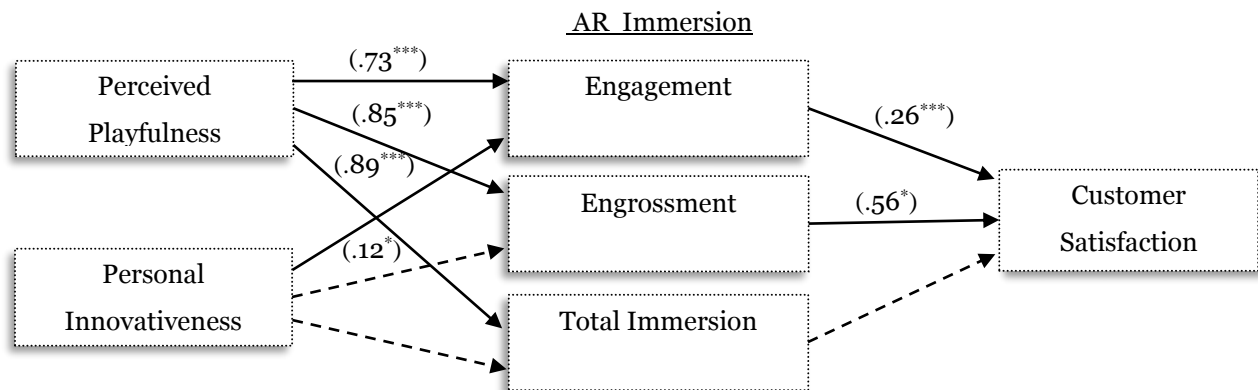 AR Immersion
Perceived
Playfulness
(.73***)
(.85***)
(.89***)
(.12*)
Personal
Innovativeness
Engagement
Engrossment
Total Immersion
(.26***)
(.56*)
Customer
Satisfaction